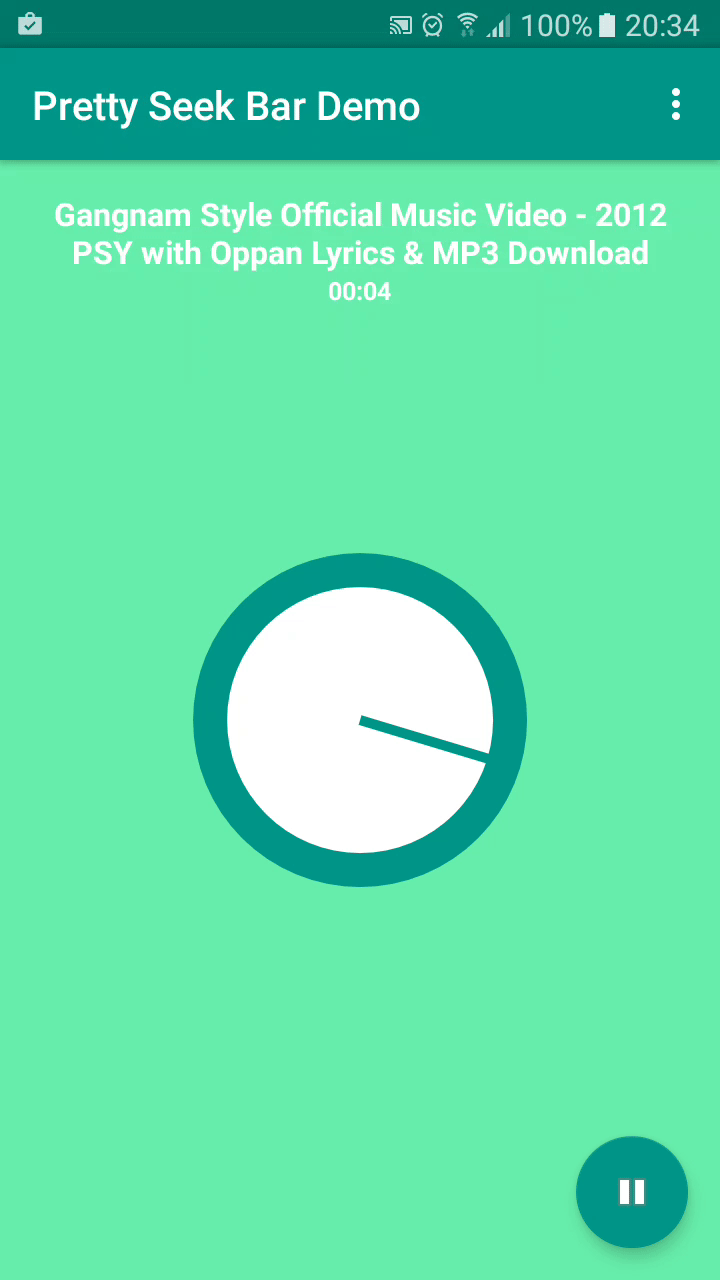 100% 20:34
Pretty Seek Bar Demo
Gangnam Style Official Music Video - 2012
PSY with Oppan Lyrics & MP3 Download
00:04